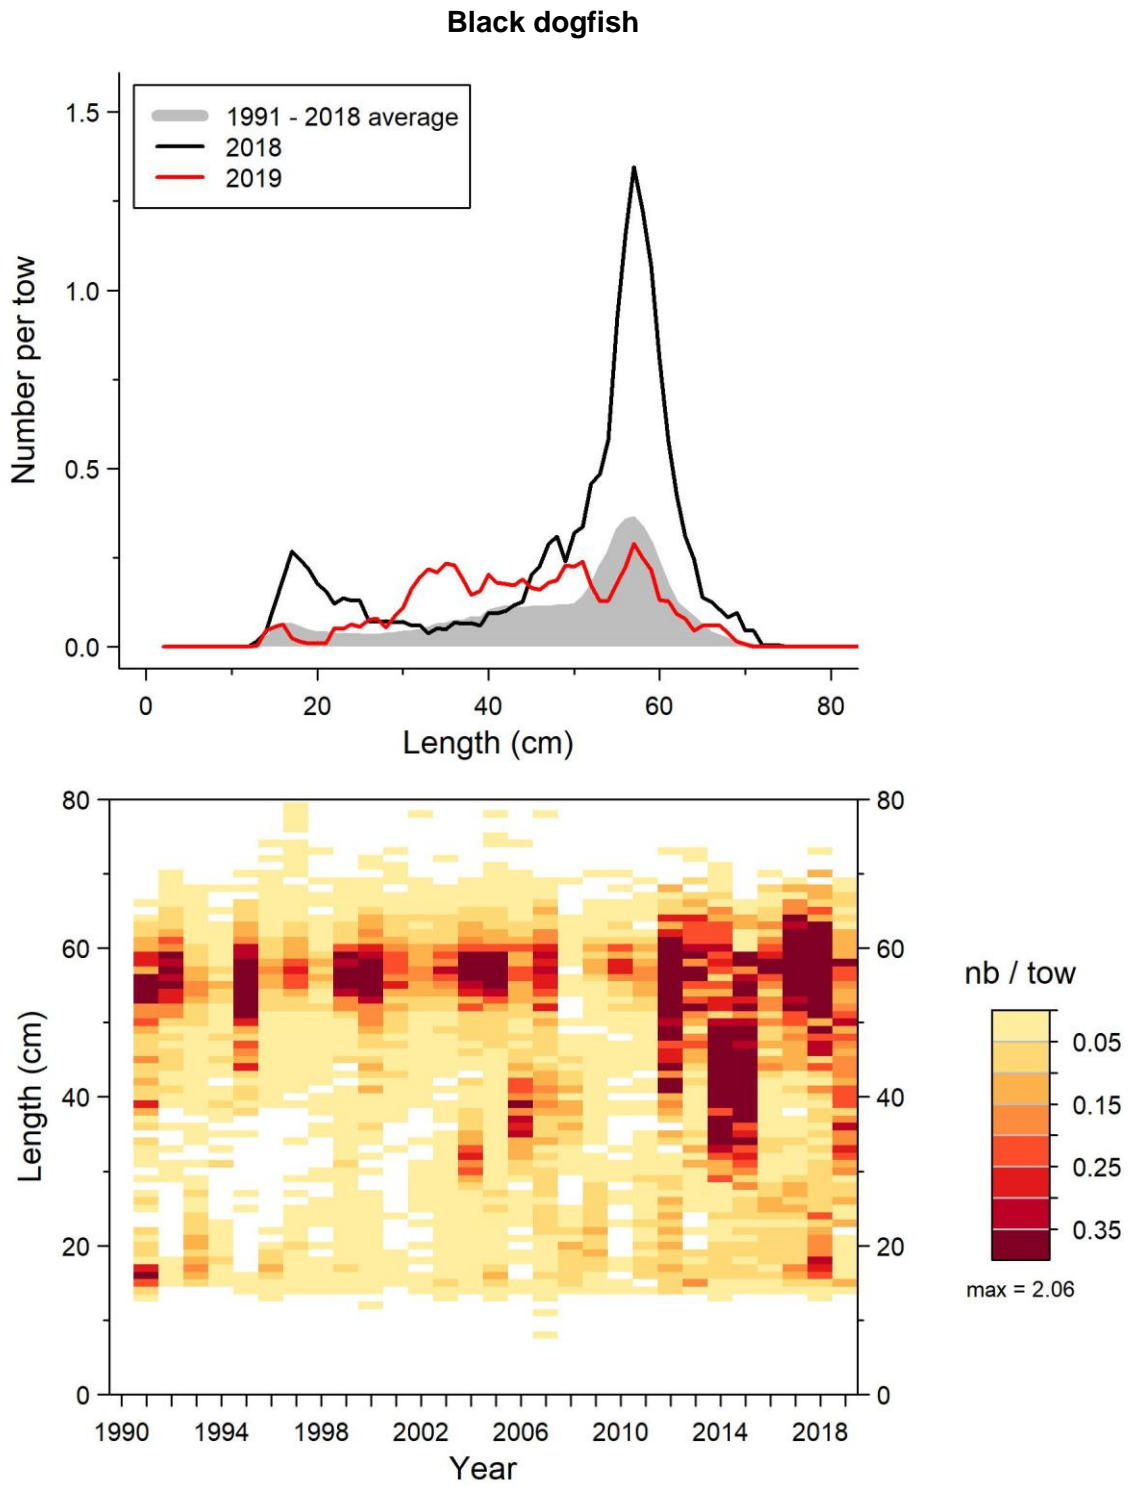 Black dogfish
1.5
1.0
0.5
0.0
Number per tow
1991 - 2018 average
2018
2019
0 20 40 60 80
Length (cm)
80
60
40
20
0
Length (cm)
80
60
40
20
0
1990 1994 1998 2002 2006 2010 2014 2018
Year
nb / tow
0.05
0.15
0.25
0.35
max = 2.06